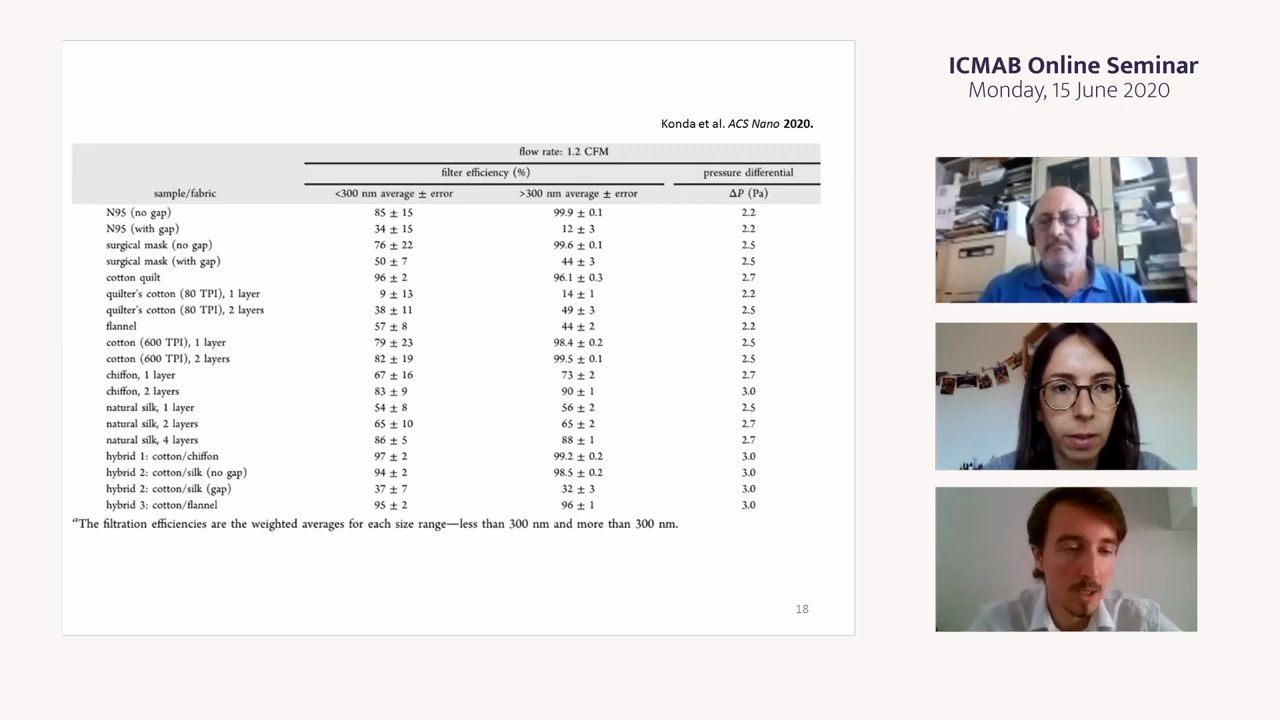 ICMAB Online Seminar
Monday, 15 June 2020
Konda et al. ACS Nano 2020.
flow rate: 1.2 CFM
filter efficiency (%) pressure differential
sample/fabric <300 nm average ± error >300 nm average ± error ΔP (Pa)
N95 (no gap) 85 ± 15 99.9 ± 0.1 2.2
N95 (with gap) 34 ± 15 12 ± 3 2.2
surgical mask (no gap) 76 ± 22 99.6 ± 0.1 2.5
surgical mask (with gap) 50 ± 7 44 ± 3 2.5
cotton quilt 96 ± 2 96.1 ± 0.3 2.7
quilter's cotton (80 TPI), 1 layer 9 ± 13 14 ± 1 2.2
quilter's cotton (80 TPI), 2 layers 38 ± 11 49 ± 3 2.5
flannel 57 ± 8 44 ± 2 2.2
cotton (600 TPI), 1 layer 79 ± 23 98.4 ± 0.2 2.5
cotton (600 TPI), 2 layers 82 ± 19 99.5 ± 0.1 2.5
chiffon, 1 layer 67 ± 16 73 ± 2 2.7
chiffon, 2 layers 83 ± 9 90 ± 1 3.0
natural silk, 1 layer 54 ± 8 56 ± 2 2.5
natural silk, 2 layers 65 ± 10 65 ± 2 2.7
natural silk, 4 layers 86 ± 5 88 ± 1 2.7
hybrid 1: cotton/chiffon 97 ± 2 99.2 ± 0.2 3.0
hybrid 2: cotton/silk (no gap) 94 ± 2 98.5 ± 0.2 3.0
hybrid 2: cotton/silk (gap) 37 ± 7 32 ± 3 3.0
hybrid 3: cotton/flannel 95 ± 2 96 ± 1 3.0
aThe filtration efficiencies are the weighted averages for each size range—less than 300 nm and more than 300 nm.
18